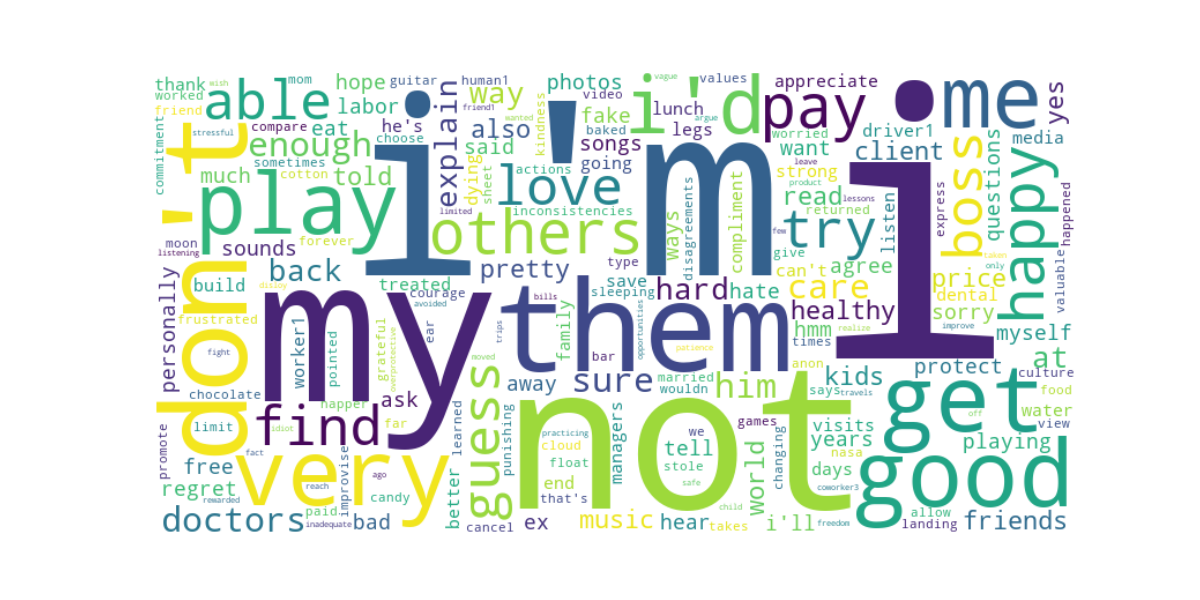 thank
mom
hope
guitar
human1
way
photos
vague
values
appreciate
me
yes
worked
wish
able
labor
video
fake
i'd
lunch
pay
friend
friend1
wanted
kindness
legs
argue
worried
driver1
media
stressful
compare
eat
he's
explain
also
songs
want
client
commitment
don't
enough
choose
said
baked
going
boss
questions
happy
sometimes
i'm
i
leave
strong
much
cotton
told
dying
actions
love
product
play
sheet
limited
inconsistencies
disagreements
compliment
read
lessons
returned
try
listen
express
happened
moon
forever
others
ways
few
listening
sounds
type
give
can't
agree
taken
only
valuable
personally
back
treated
pretty
save
care
price
dental
build
disloy
my
courage
bills
sleeping
them
hard
hate
healthy
sorry
frustrated
avoided
ear
family
opportunities
hmm
realize
improve
myself
worker1
pointed
grateful
overprotective
moved
trips
bar
patience
times
fight
anon
protect
at
culture
chocolate
away
sure
married
him
kids
wouldn
says
travels
get
food
happer
ask
guess
not
games
off
water
view
promote
limit
idiot
find
far
learned
punishing
practicing
we
visits
years
playing
fact
very
cloud
managers
tell
world
changing
nasa
free
improvise
ago
float
stole
days
good
regret
reach
candy
better
end
safe
coworker3
rewarded
paid
that's
child
allow
doctors
inadequate
bad
cancel
ex
music
hear
takes
i'll
freedom
landing
friends